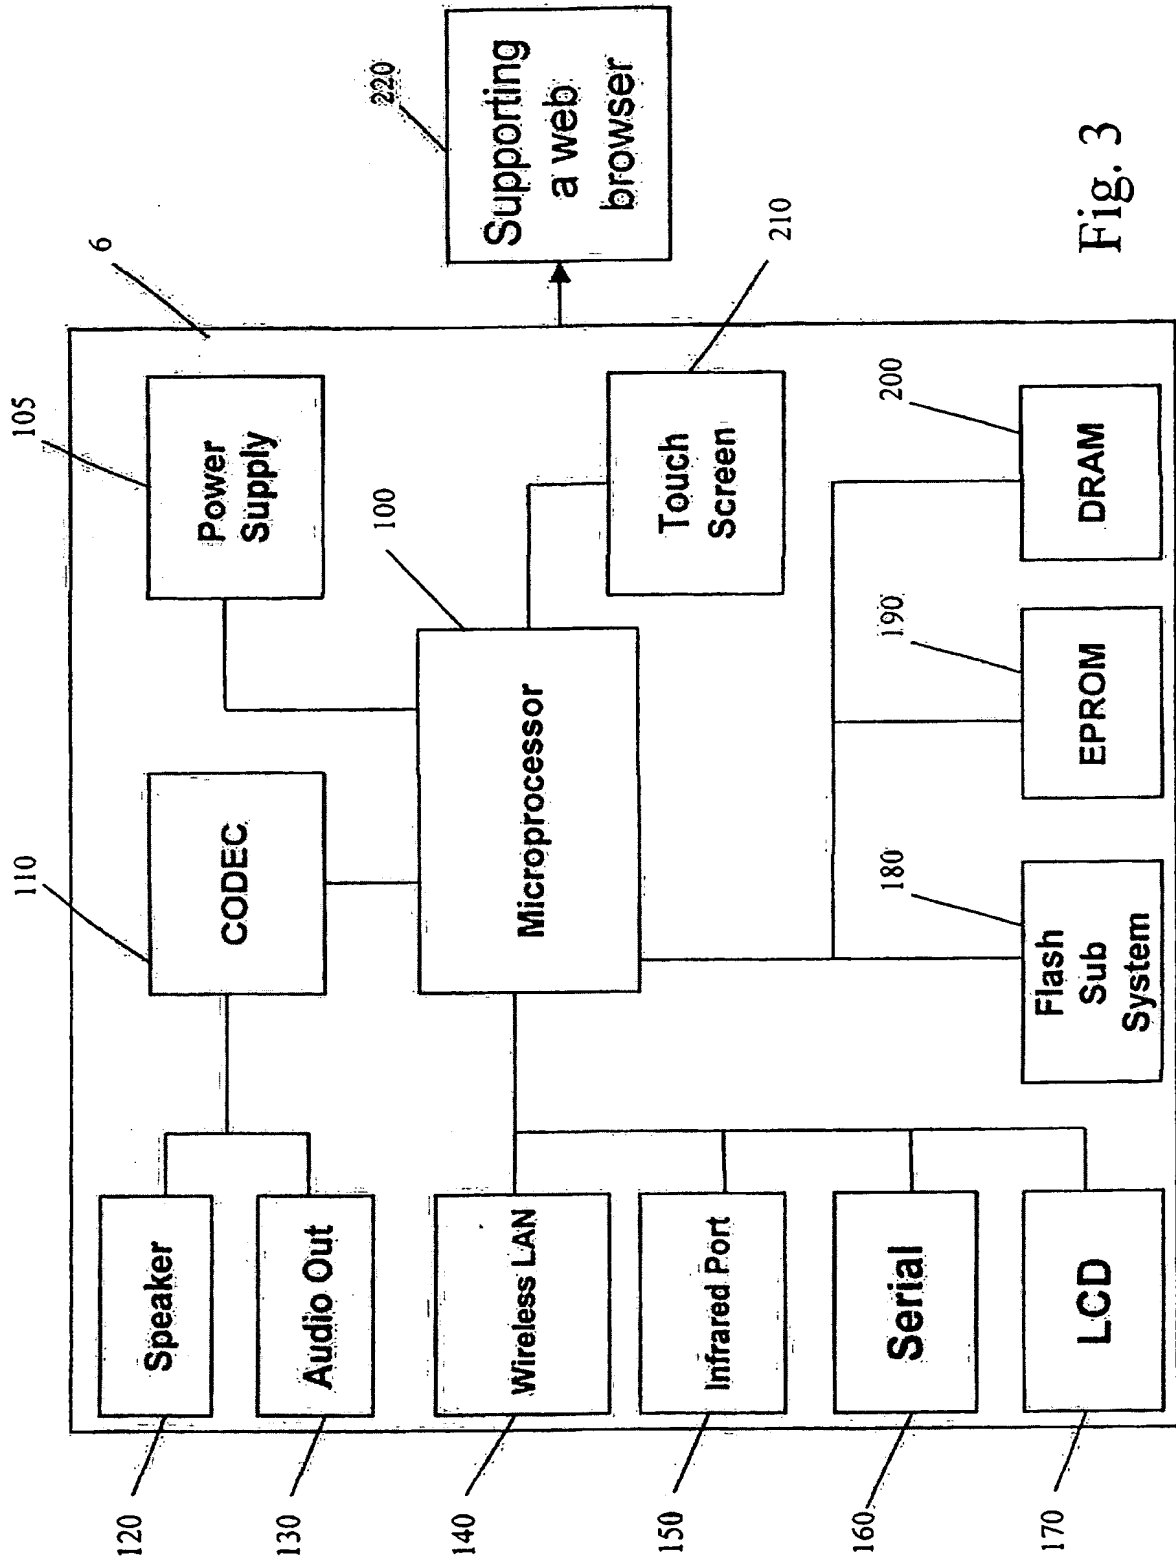 120
Speaker
130
Audio Out
140
Wireless LAN
150
Infrared Port
160
Serial
170
LCD
110
CODEC
105
Power
Supply
6
100
Microprocessor
210
Touch
Screen
180
Flash
Sub
System
190
EPROM
200
DRAM
220
Supporting
a web
browser
Fig. 3